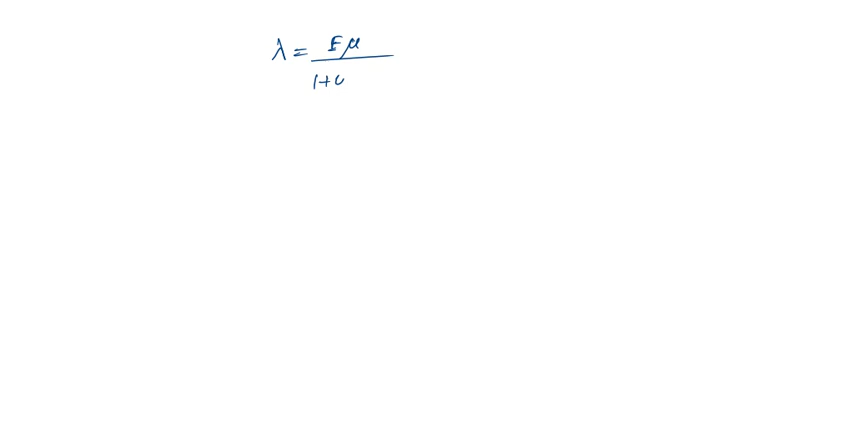 λ = Eμ
1+υ